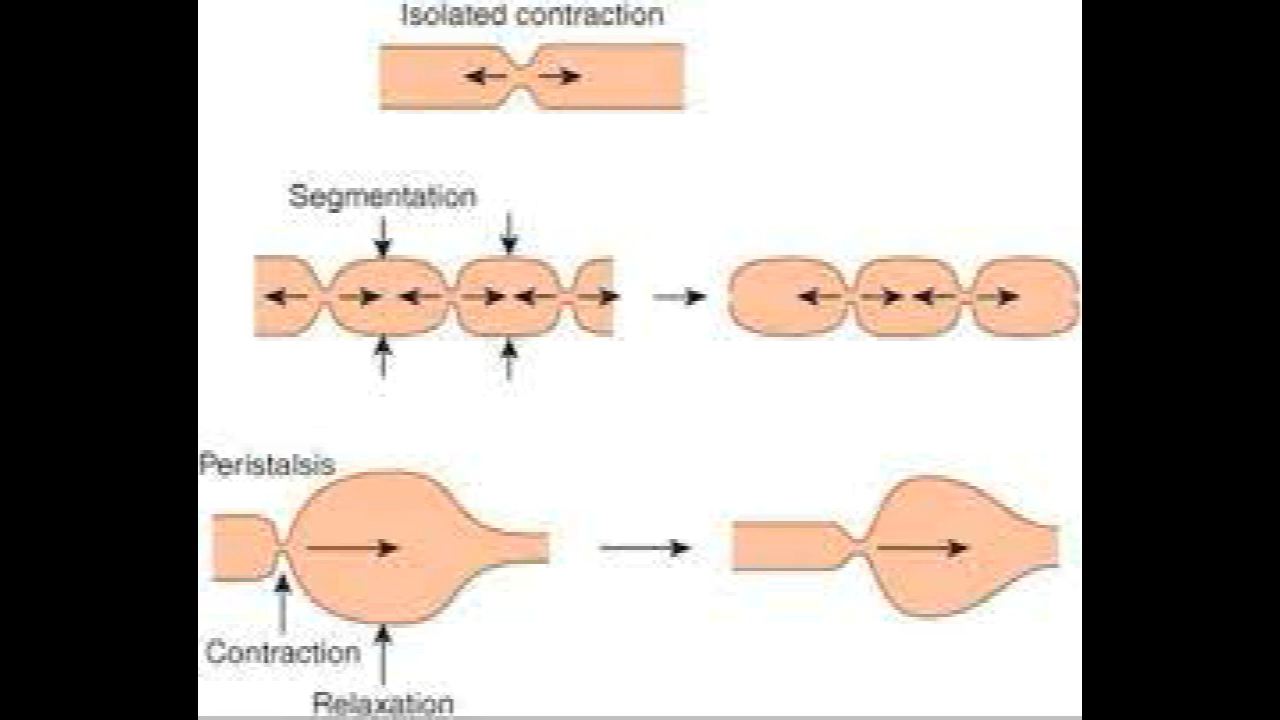 Isolated contraction
Segmentation
Peristalsis
Contraction
Relaxation